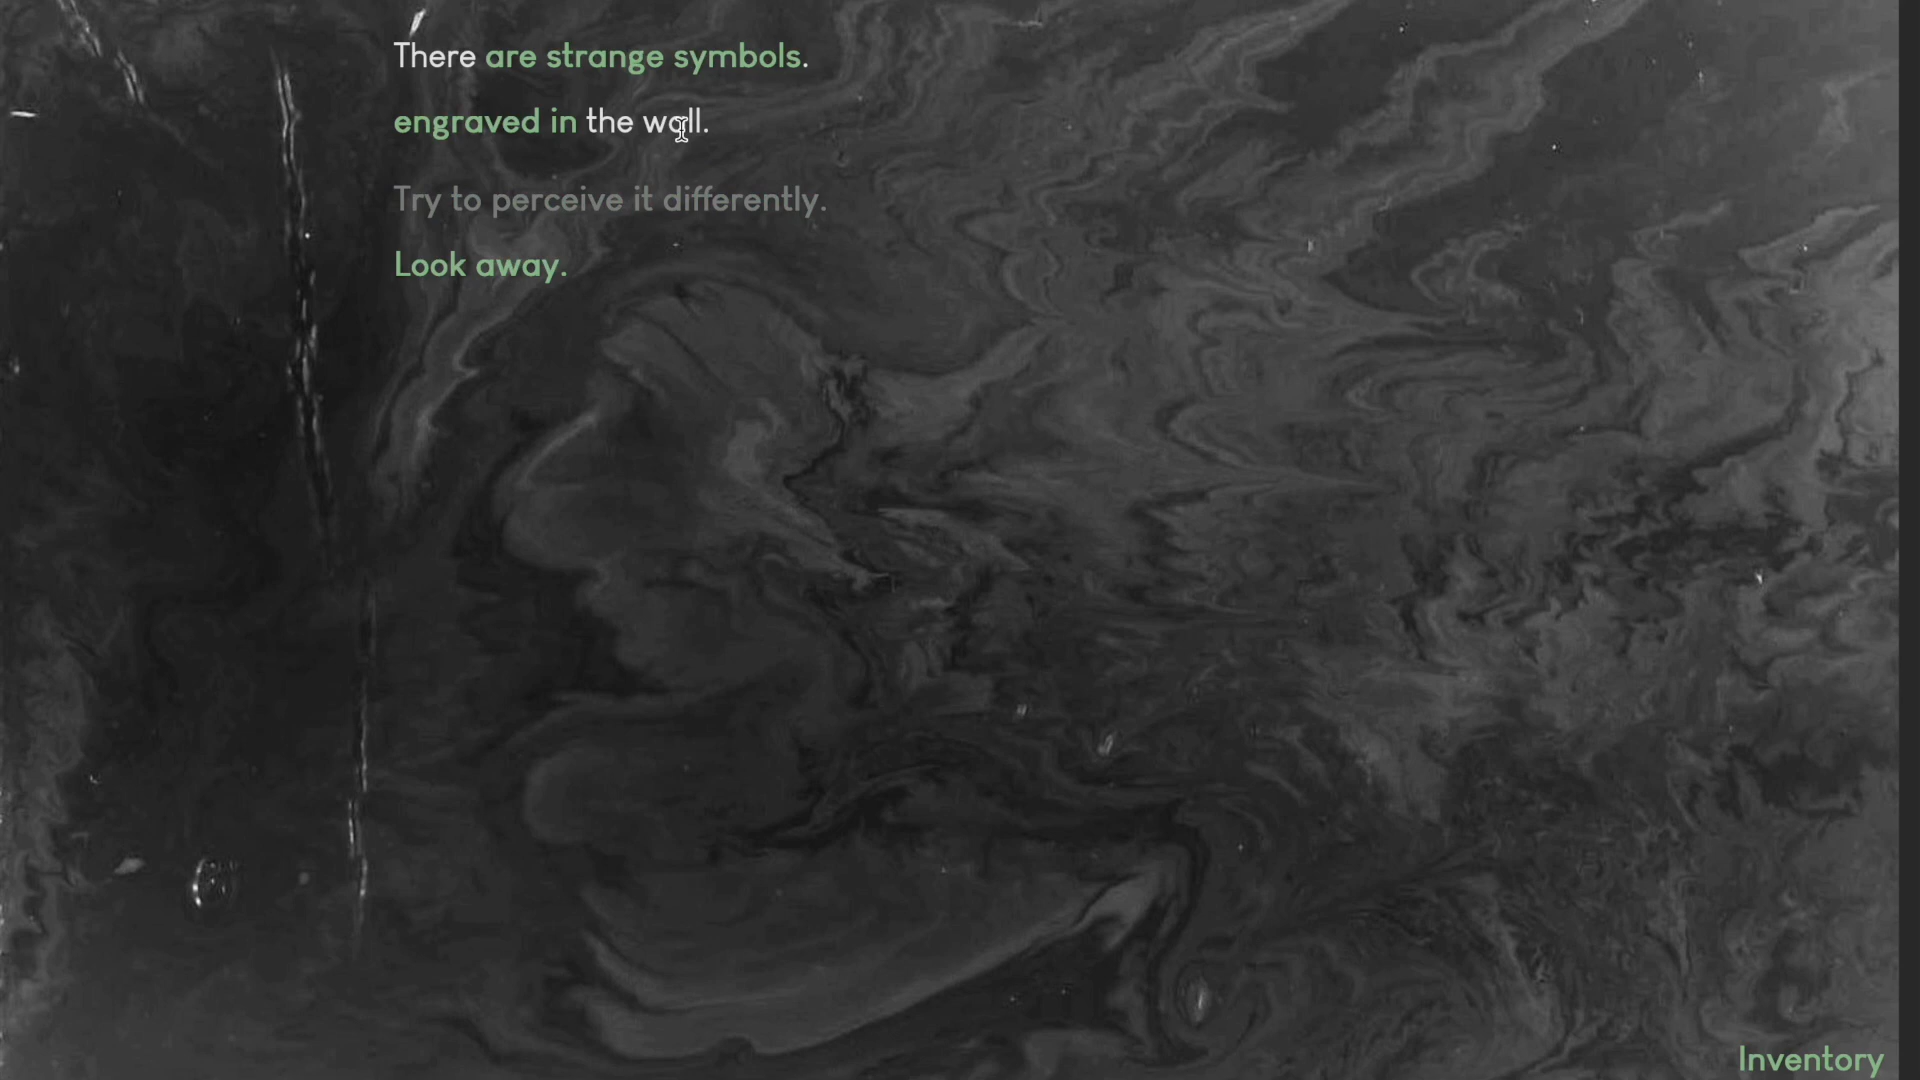 There are strange symbols.
engraved in the wall.
Try to perceive it differently.
Look away.
Inventory